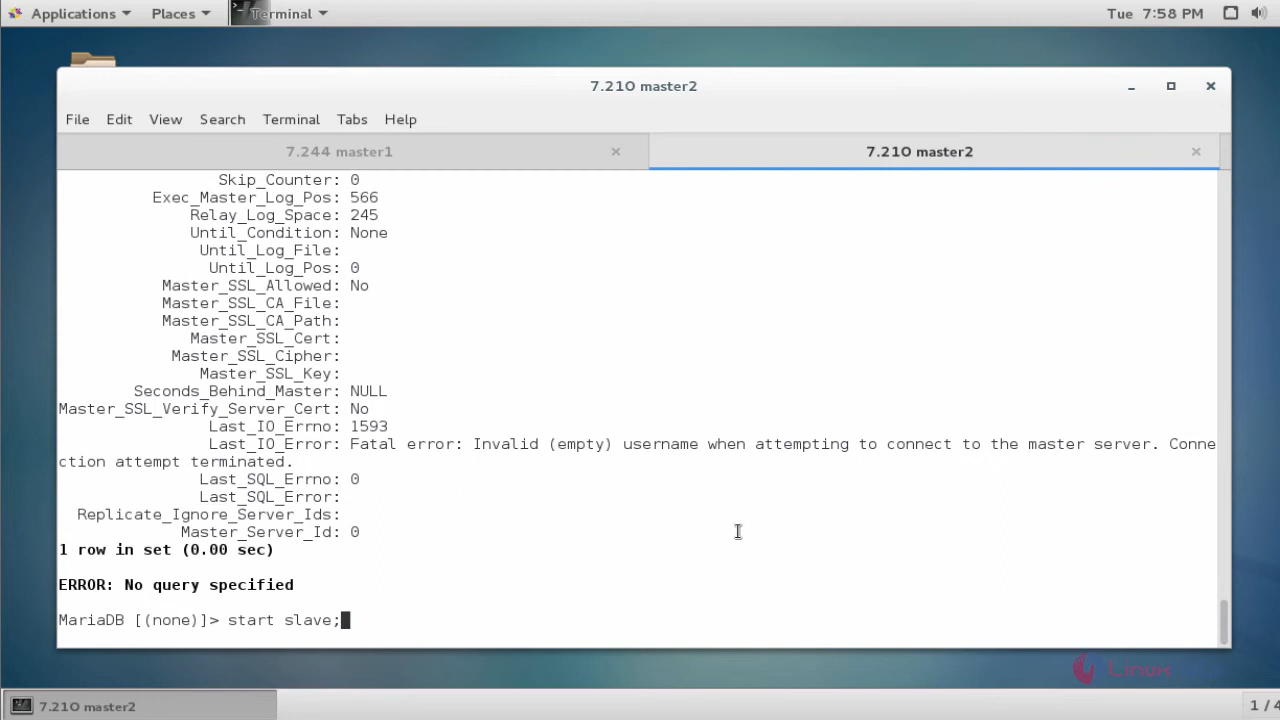 Applications Places Terminal Tue 7:58 PM
7.21O master2
File Edit View Search Terminal Tabs Help
7.244 master1 7.21O master2
Skip_Counter: 0
Exec_Master_Log_Pos: 566
Relay_Log_Space: 245
Until_Condition: None
Until_Log_File:
Until_Log_Pos: 0
Master_SSL_Allowed: No
Master_SSL_CA_File:
Master_SSL_CA_Path:
Master_SSL_Cert:
Master_SSL_Cipher:
Master_SSL_Key:
Seconds_Behind_Master: NULL
Master_SSL_Verify_Server_Cert: No
Last_IO_Errno: 1593
Last_IO_Error: Fatal error: Invalid (empty) username when attempting to connect to the master server. Conne
ction attempt terminated.
Last_SQL_Errno: 0
Last_SQL_Error:
Replicate_Ignore_Server_Ids:
Master_Server_Id: 0
1 row in set (0.00 sec)
ERROR: No query specified
MariaDB [(none)]> start slave;
7.21O master2 1 / 4